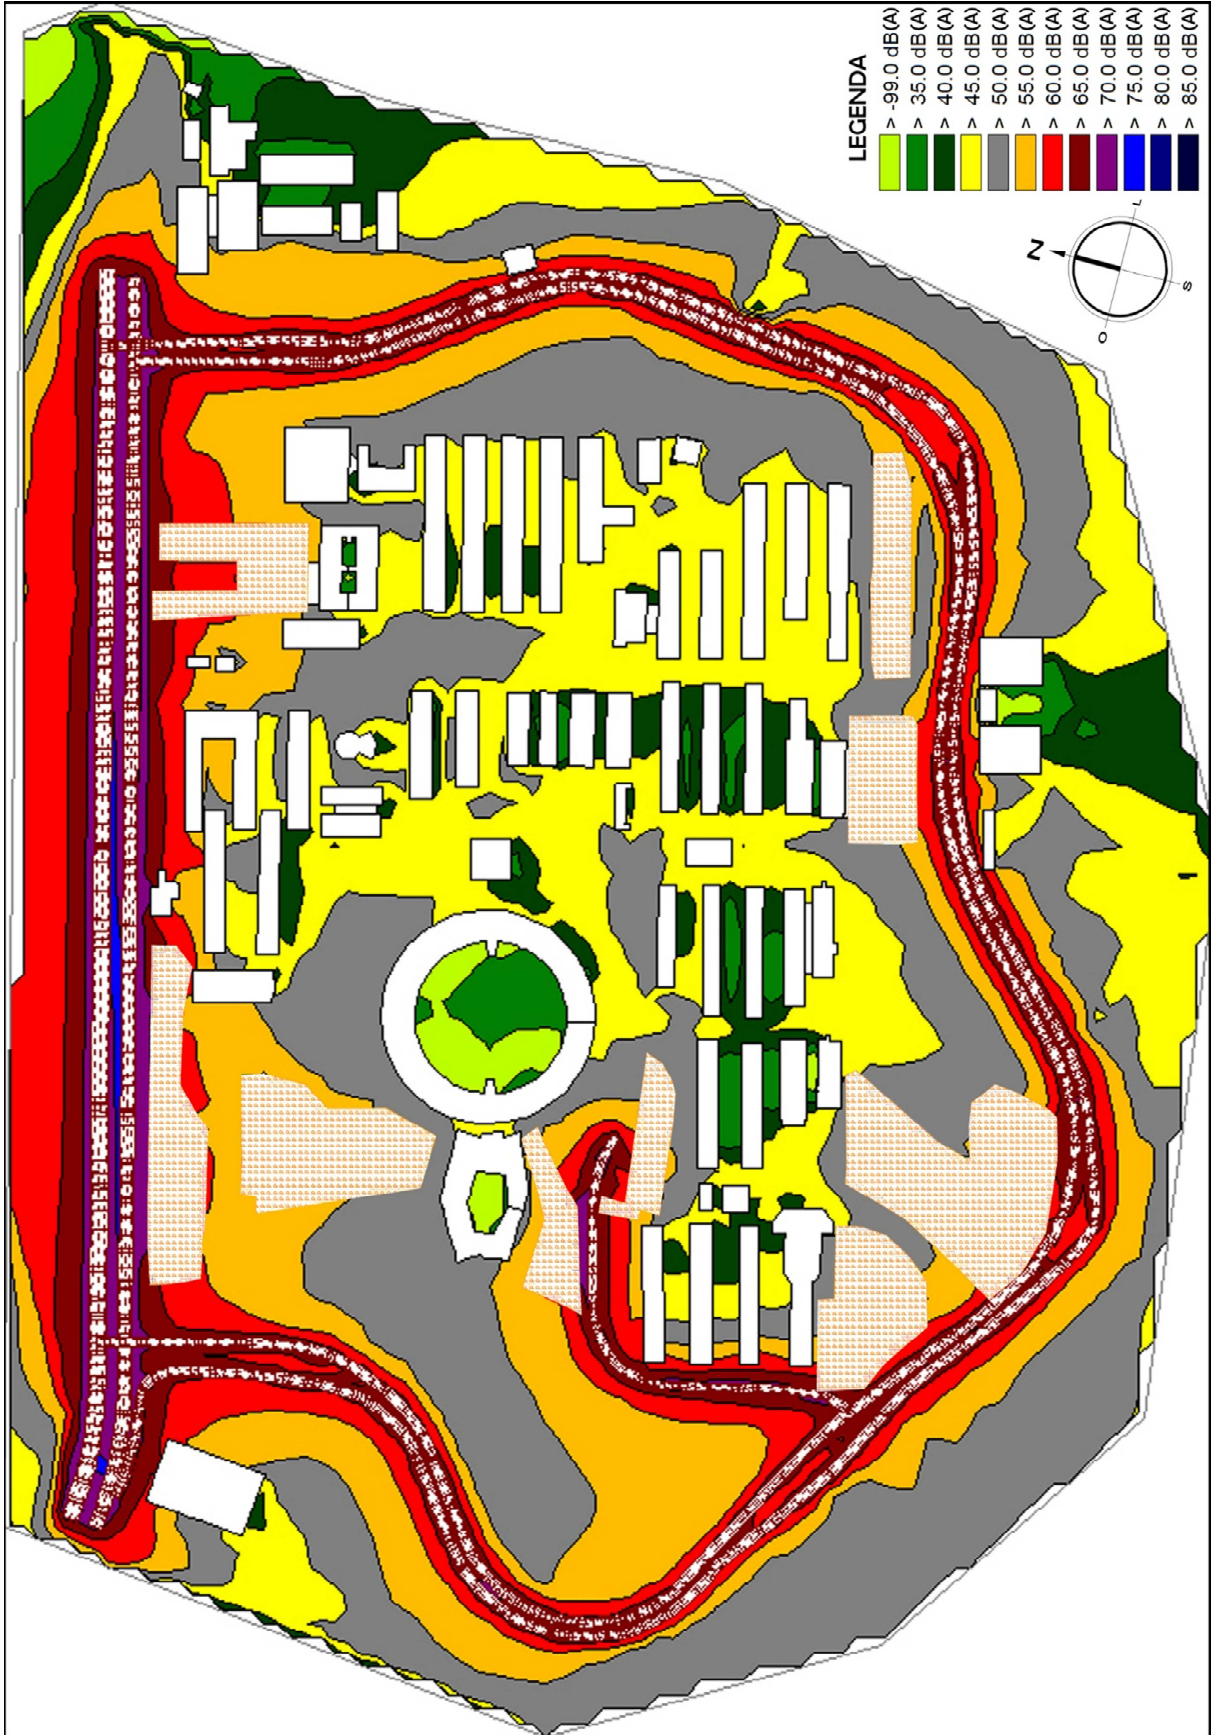 LEGENDA
> -99.0 dB(A)
> 35.0 dB(A)
> 40.0 dB(A)
> 45.0 dB(A)
> 50.0 dB(A)
> 55.0 dB(A)
> 60.0 dB(A)
> 65.0 dB(A)
> 70.0 dB(A)
> 75.0 dB(A)
> 80.0 dB(A)
> 85.0 dB(A)
N
L
S
O